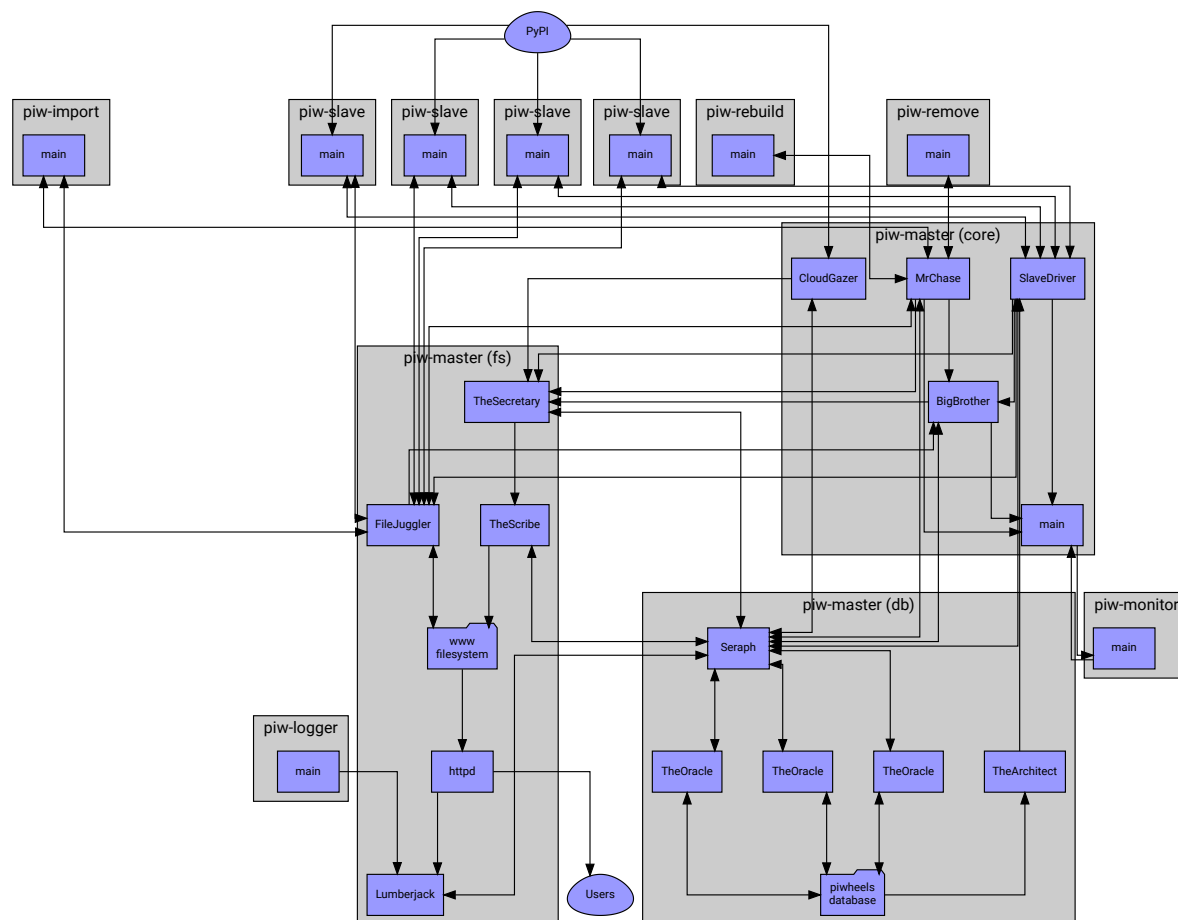 PyPI
piw-import
piw-slave
piw-slave
piw-slave
piw-slave
piw-rebuild
piw-remove
main
main
main
main
main
main
main
piw-master (core)
CloudGazer
MrChase
SlaveDriver
piw-master (fs)
TheSecretary
BigBrother
FileJuggler
TheScribe
main
piw-master (db)
piw-monitor
www
filesystem
Seraph
main
piw-logger
main
httpd
TheOracle
TheOracle
TheOracle
TheArchitect
Lumberjack
Users
piwheels
database